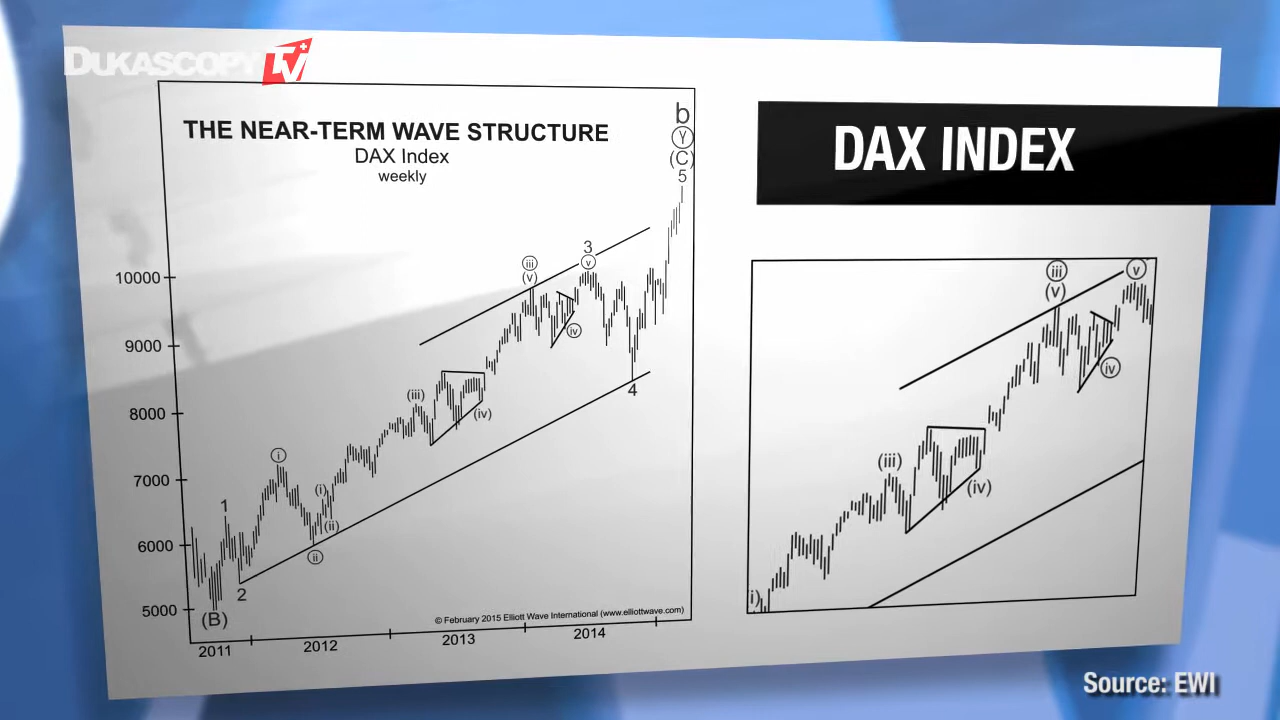 DUKASCOPY TV
THE NEAR-TERM WAVE STRUCTURE
DAX Index
weekly
b
Y
(C)
5
3
v
iii
(v)
iv
10000
9000
8000
7000
6000
5000
4
(iii)
(iv)
i
(i)
(ii)
ii
1
2
(B)
© February 2015 Elliott Wave International (www.elliottwave.com)
2011
2012
2013
2014
DAX INDEX
iii
(v)
v
iv
(iii)
(iv)
i)
Source: EWI